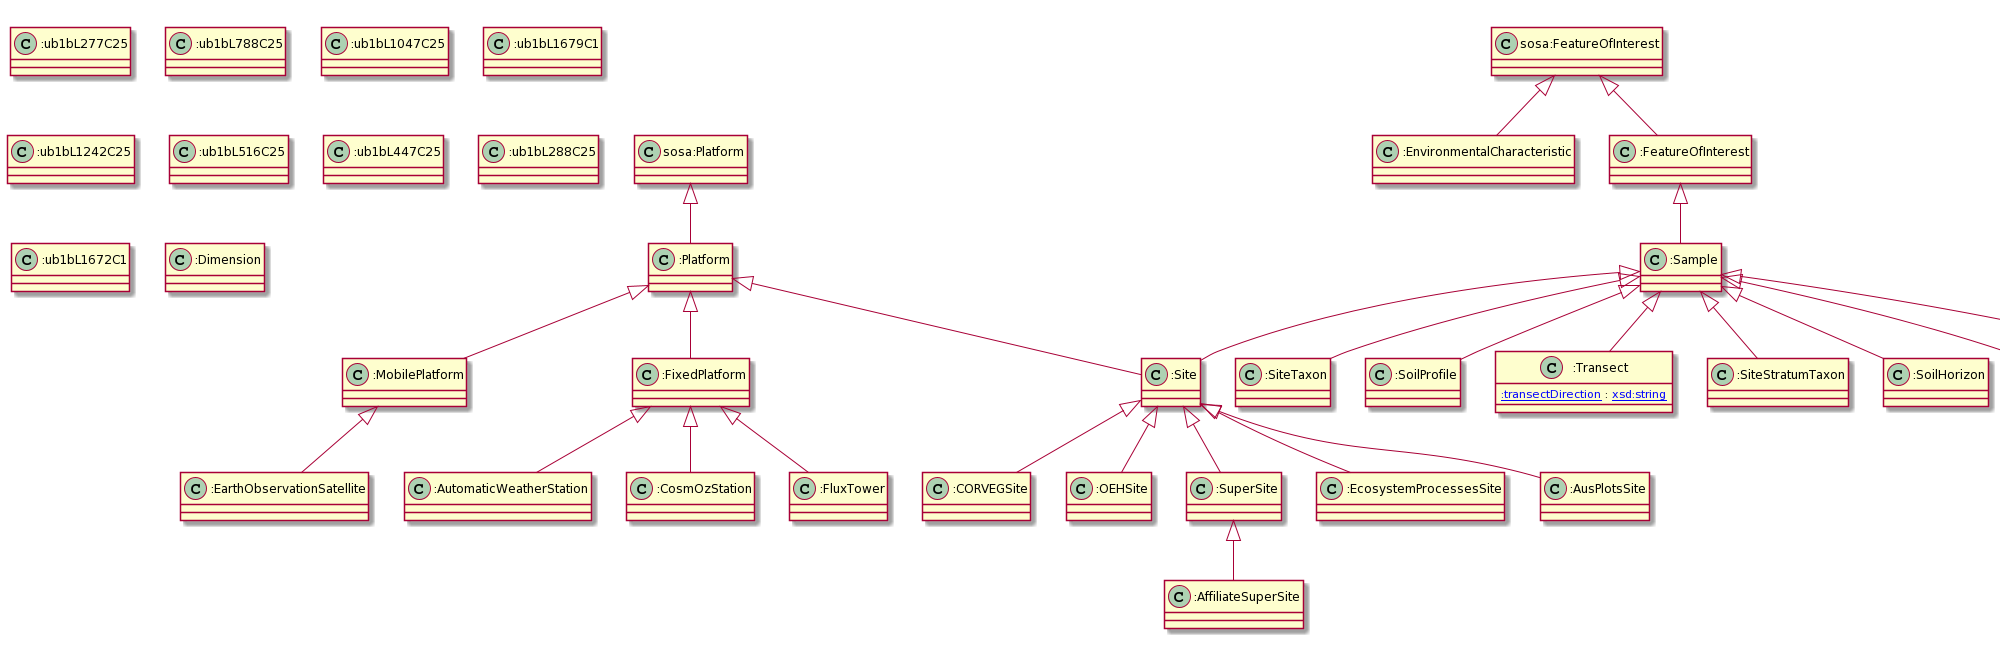 C :ub1bL277C25
C :ub1bL788C25
C :ub1bL1047C25
C :ub1bL1679C1
C sosa:FeatureOfInterest
C :ub1bL1242C25
C :ub1bL516C25
C :ub1bL447C25
C :ub1bL288C25
C sosa:Platform
C :EnvironmentalCharacteristic
C :FeatureOfInterest
C :ub1bL1672C1
C :Dimension
C :Platform
C :Sample
C :MobilePlatform
C :FixedPlatform
C :Site
C :SiteTaxon
C :SoilProfile
C :Transect
:transectDirection : xsd:string
C :SiteStratumTaxon
C :SoilHorizon
C :EarthObservationSatellite
C :AutomaticWeatherStation
C :CosmOzStation
C :FluxTower
C :CORVEGSite
C :OEHSite
C :SuperSite
C :EcosystemProcessesSite
C :AusPlotsSite
C :AffiliateSuperSite